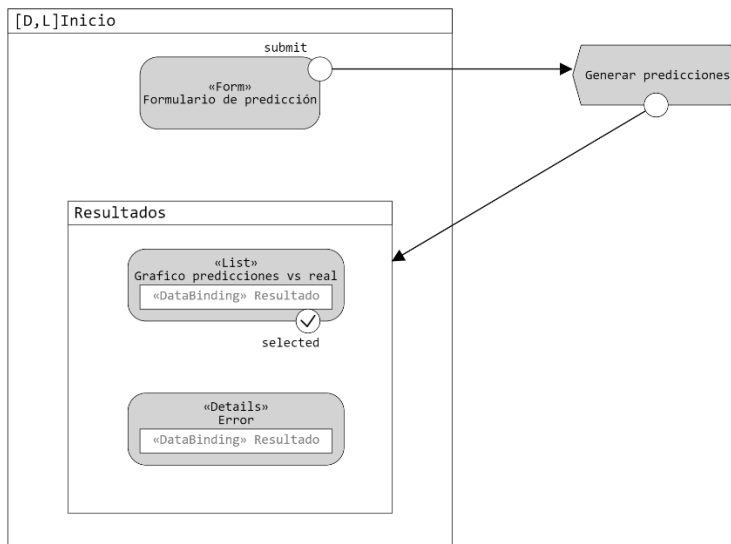 [D,L]Inicio
submit
«Form»
Formulario de predicción
Generar predicciones
Resultados
«List»
Grafico predicciones vs real
«DataBinding» Resultado
selected
«Details»
Error
«DataBinding» Resultado